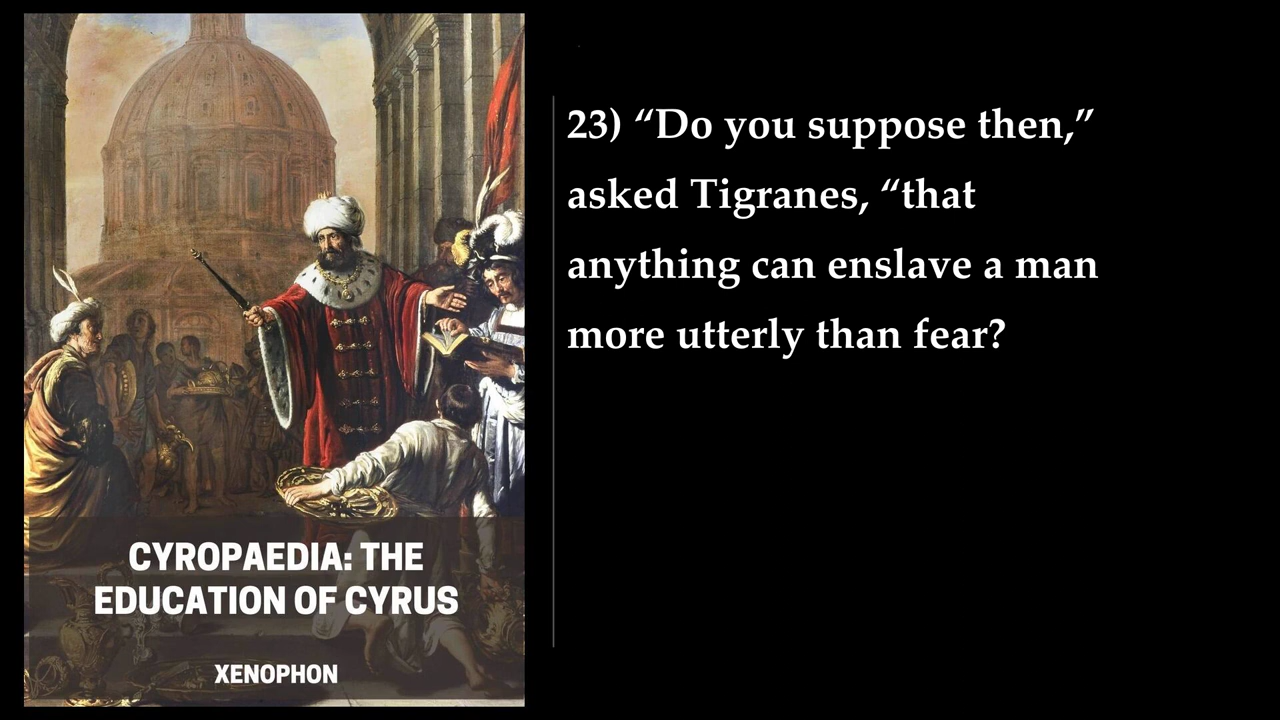 CYROPAEDIA: THE
EDUCATION OF CYRUS
XENOPHON
23) “Do you suppose then,”
asked Tigranes, “that
anything can enslave a man
more utterly than fear?